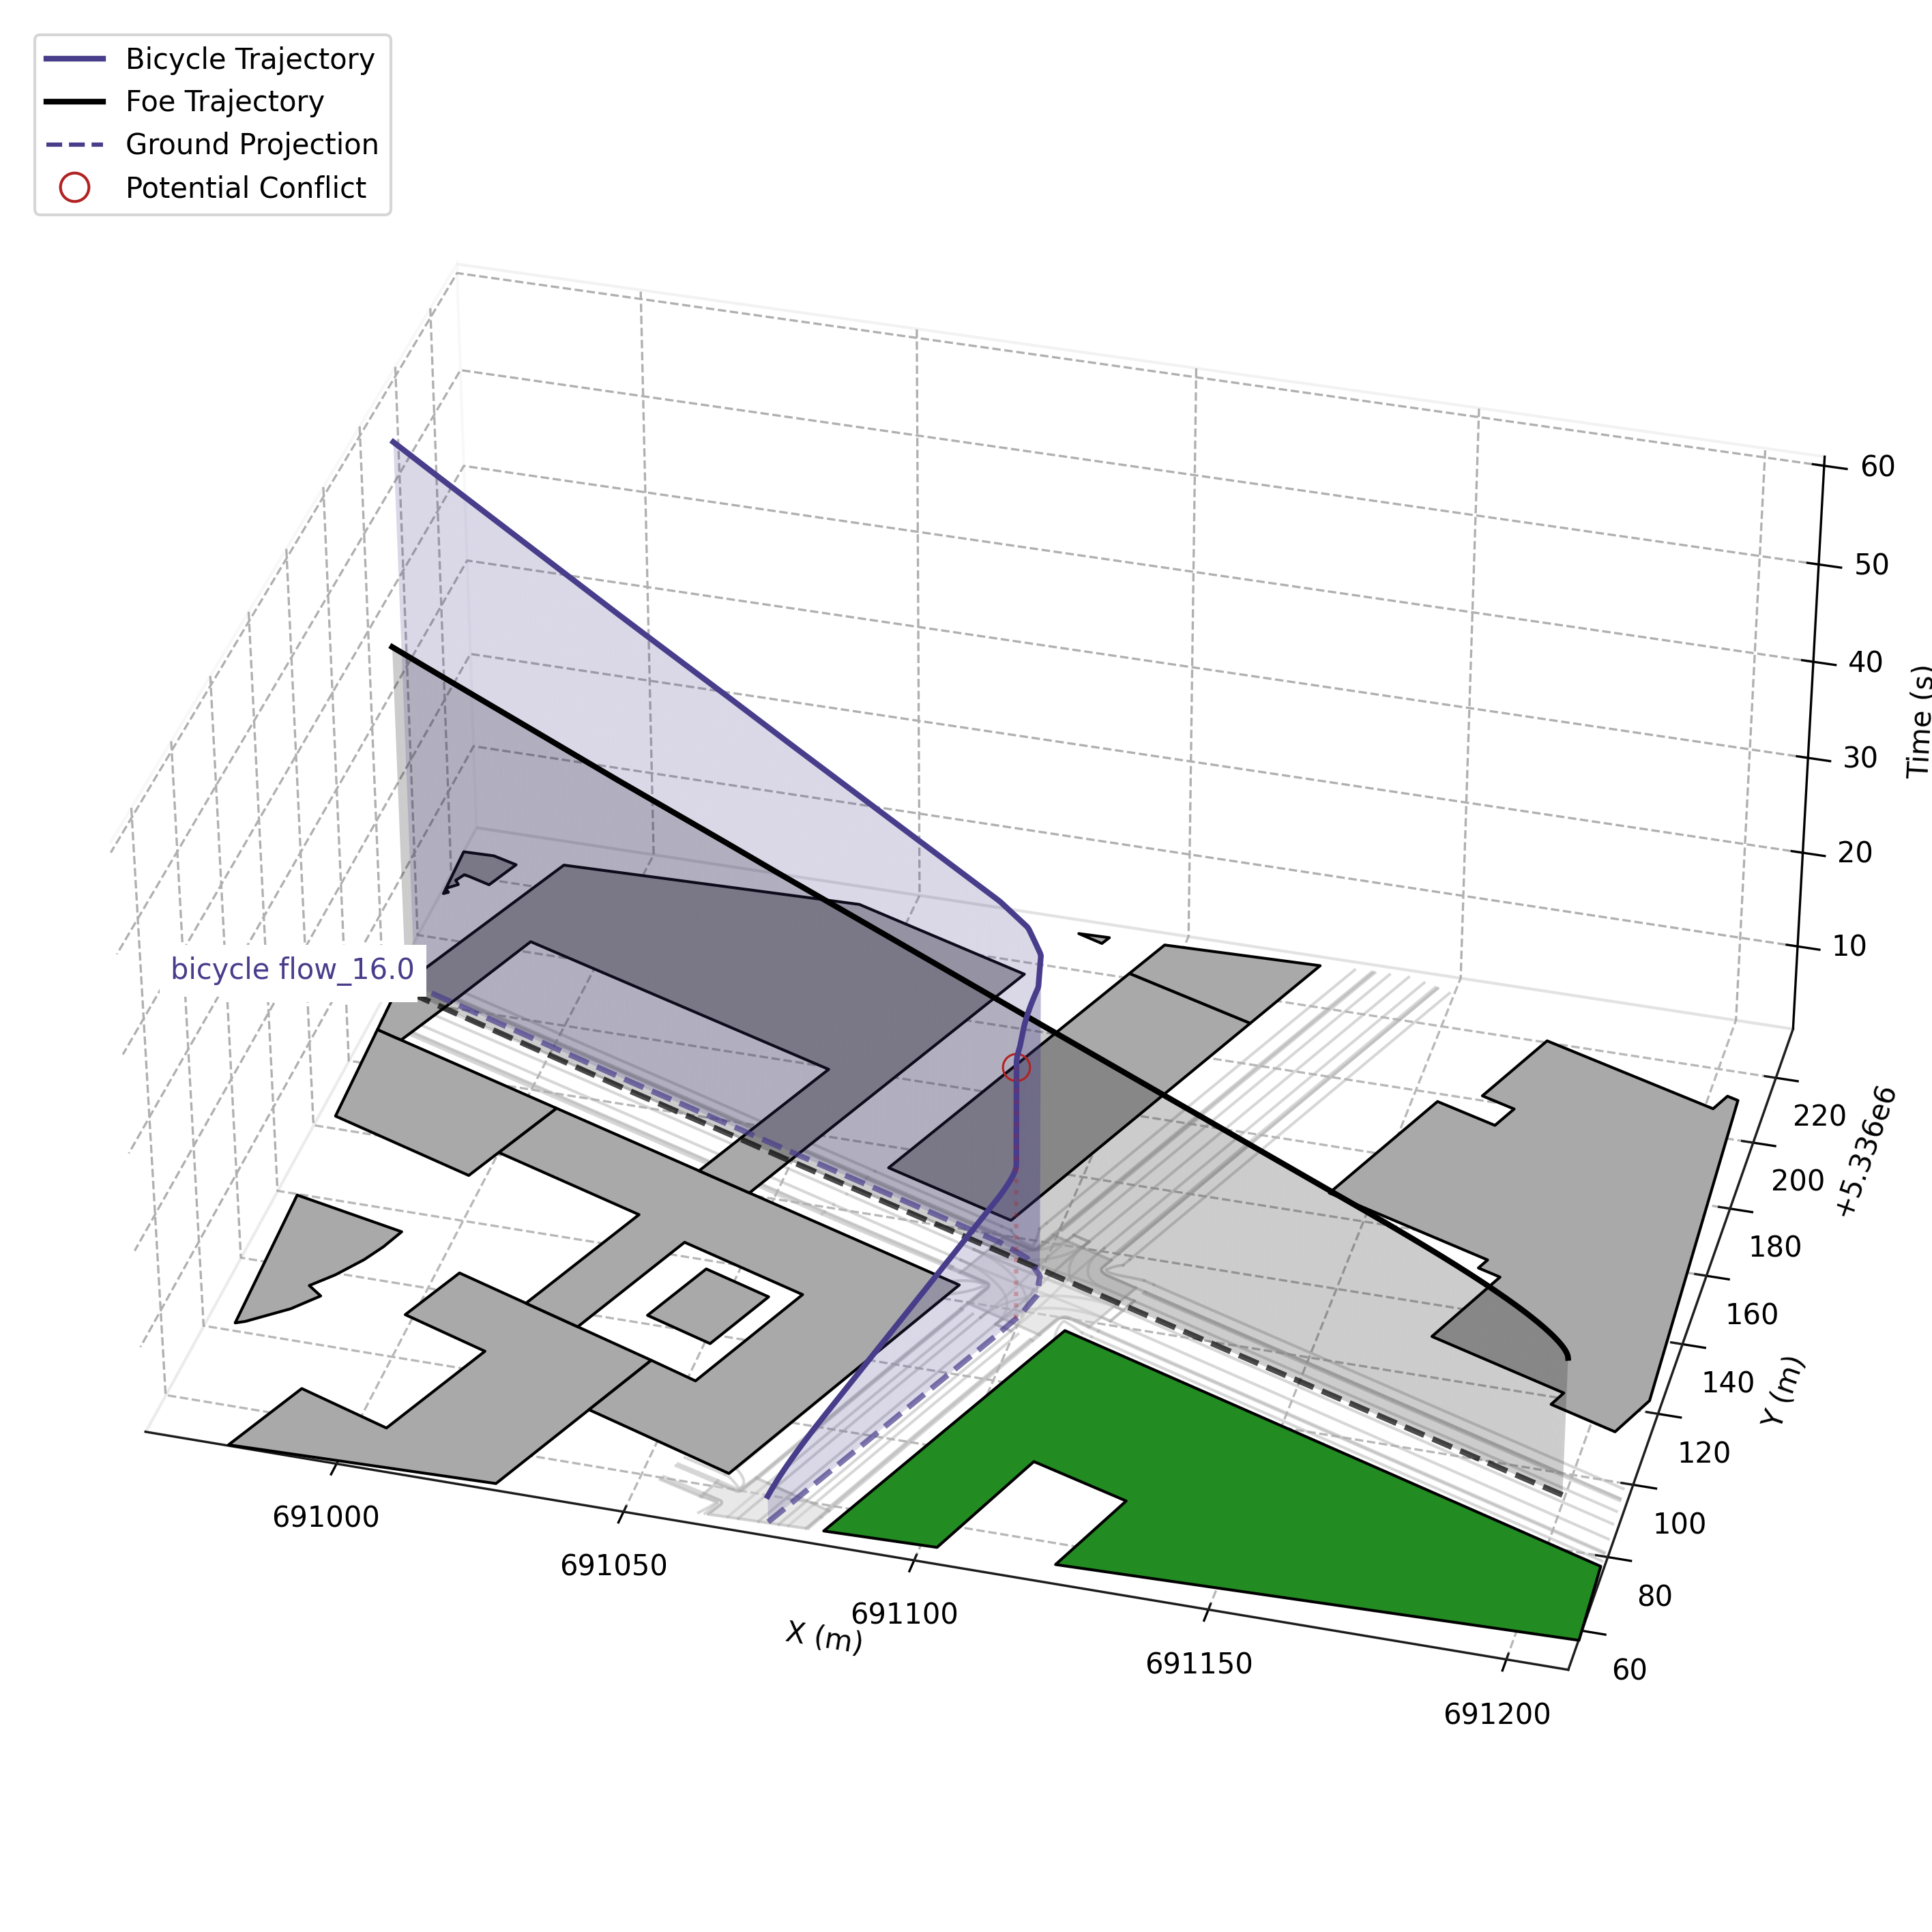 Bicycle Trajectory
Foe Trajectory
Ground Projection
Potential Conflict
60
50
40
30
20
10
Time (s)
bicycle flow_16.0
220
200
180
160
140
120
100
80
60
+5.336e6
Y (m)
691000
691050
691100
691150
691200
X (m)